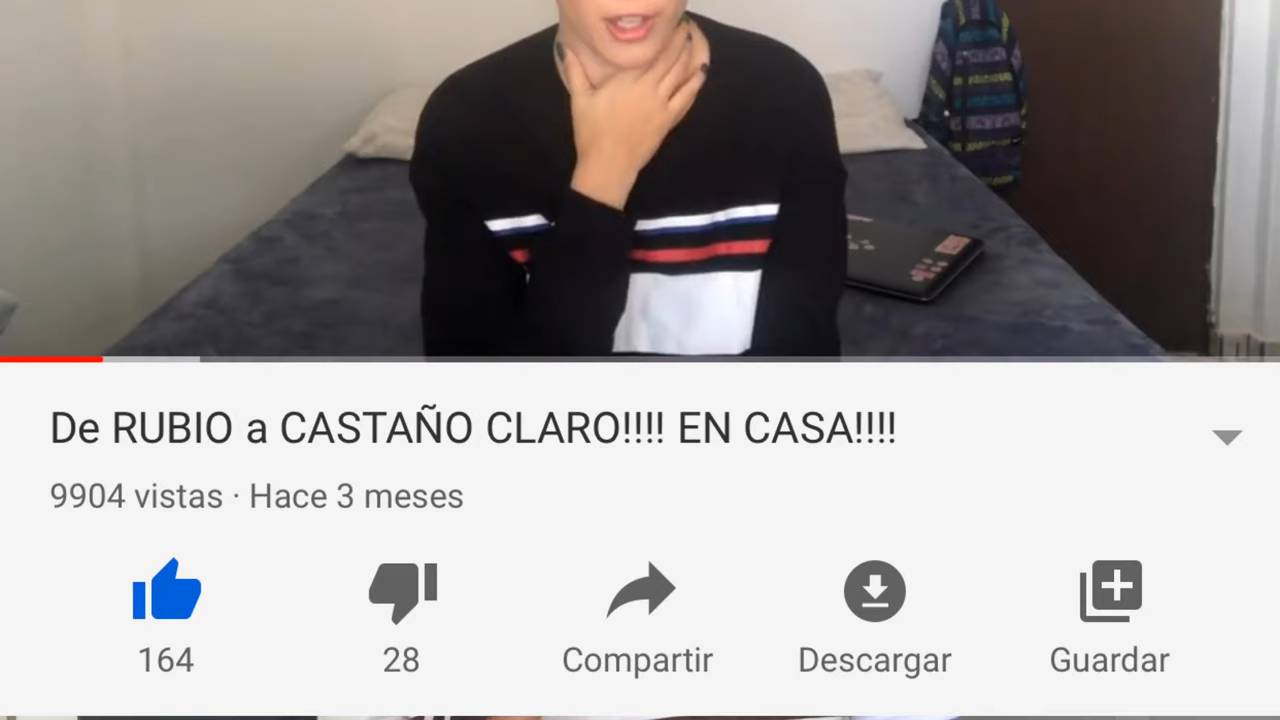 De RUBIO a CASTAÑO CLARO!!!! EN CASA!!!!
9904 vistas · Hace 3 meses
164
28
Compartir
Descargar
Guardar